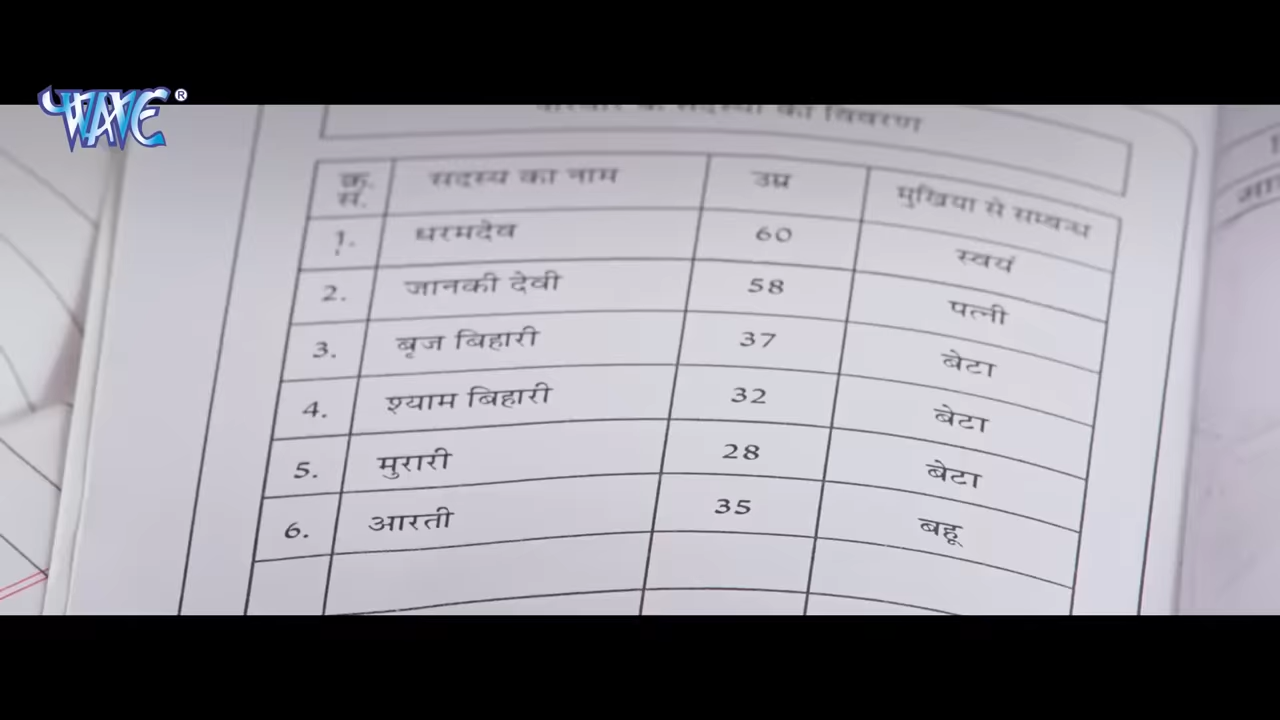 WAVE®
परिवार के सदस्यों का विवरण
क्र. सं. सदस्य का नाम उम्र मुखिया से सम्बन्ध
1. धरमदेव 60 स्वयं
2. जानकी देवी 58 पत्नी
3. बृज बिहारी 37 बेटा
4. श्याम बिहारी 32 बेटा
5. मुरारी 28 बेटा
6. आरती 35 बहू